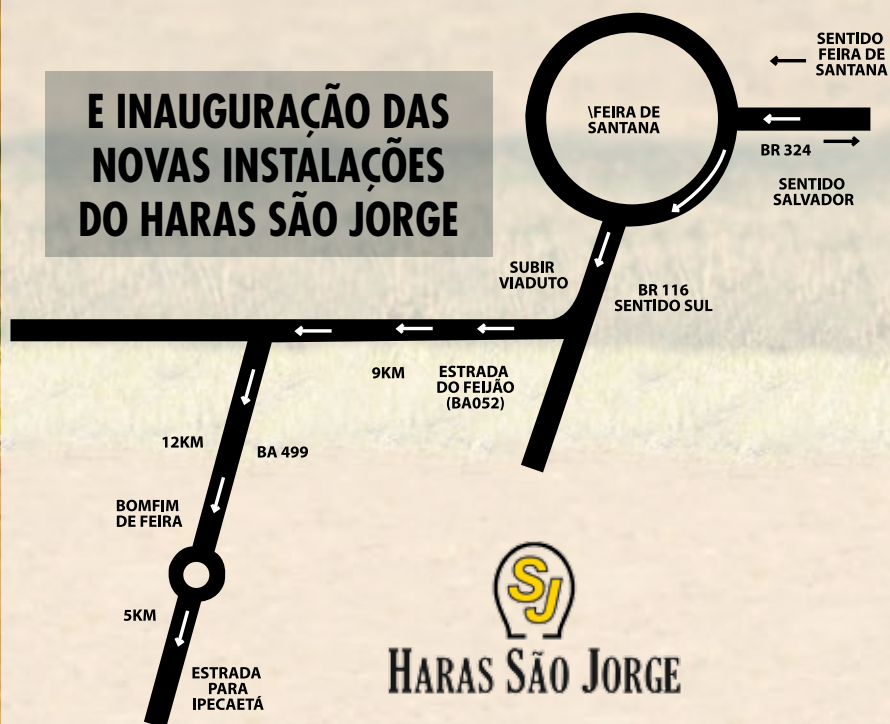 E INAUGURAÇÃO DAS
NOVAS INSTALAÇÕES
DO HARAS SÃO JORGE
\FEIRA DE
SANTANA
SENTIDO
FEIRA DE
SANTANA
BR 324
SENTIDO
SALVADOR
SUBIR
VIADUTO
BR 116
SENTIDO SUL
9KM
ESTRADA
DO FEIJÃO
(BA052)
12KM
BA 499
BOMFIM
DE FEIRA
5KM
ESTRADA
PARA
IPECAETÁ
SJ
HARAS SÃO JORGE